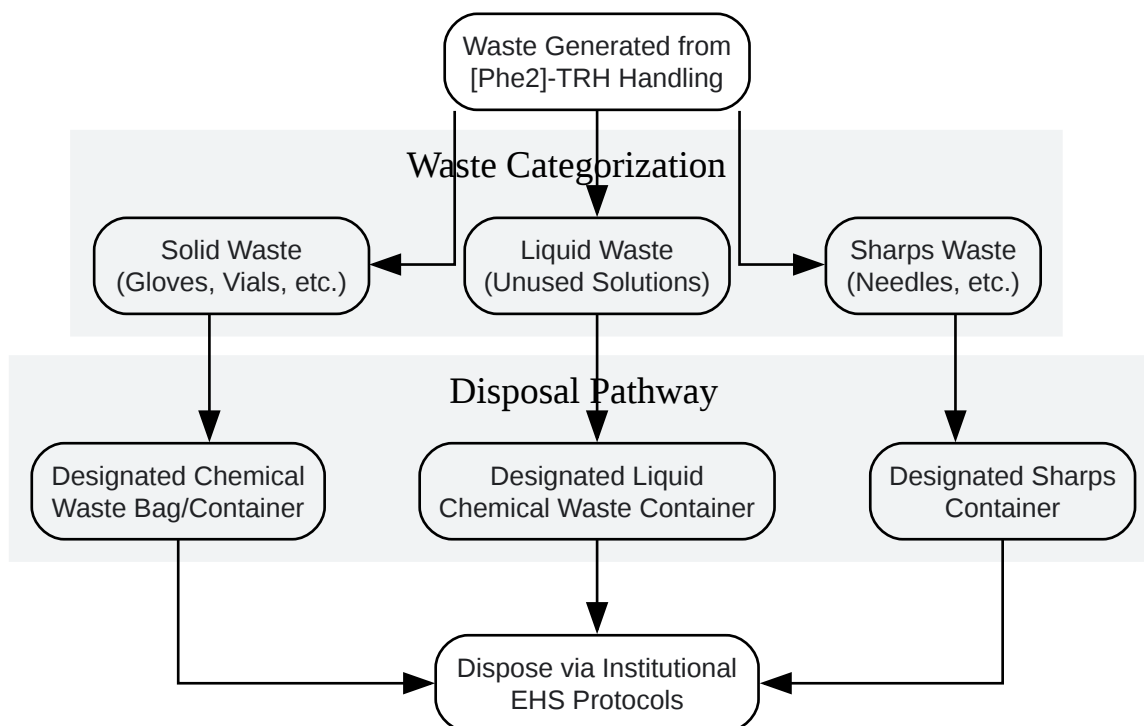 Waste Generated from
[Phe2]-TRH Handling
Waste Categorization
Solid Waste
(Gloves, Vials, etc.)
Liquid Waste
(Unused Solutions)
Sharps Waste
(Needles, etc.)
Disposal Pathway
Designated Chemical
Waste Bag/Container
Designated Liquid
Chemical Waste Container
Designated Sharps
Container
Dispose via Institutional
EHS Protocols